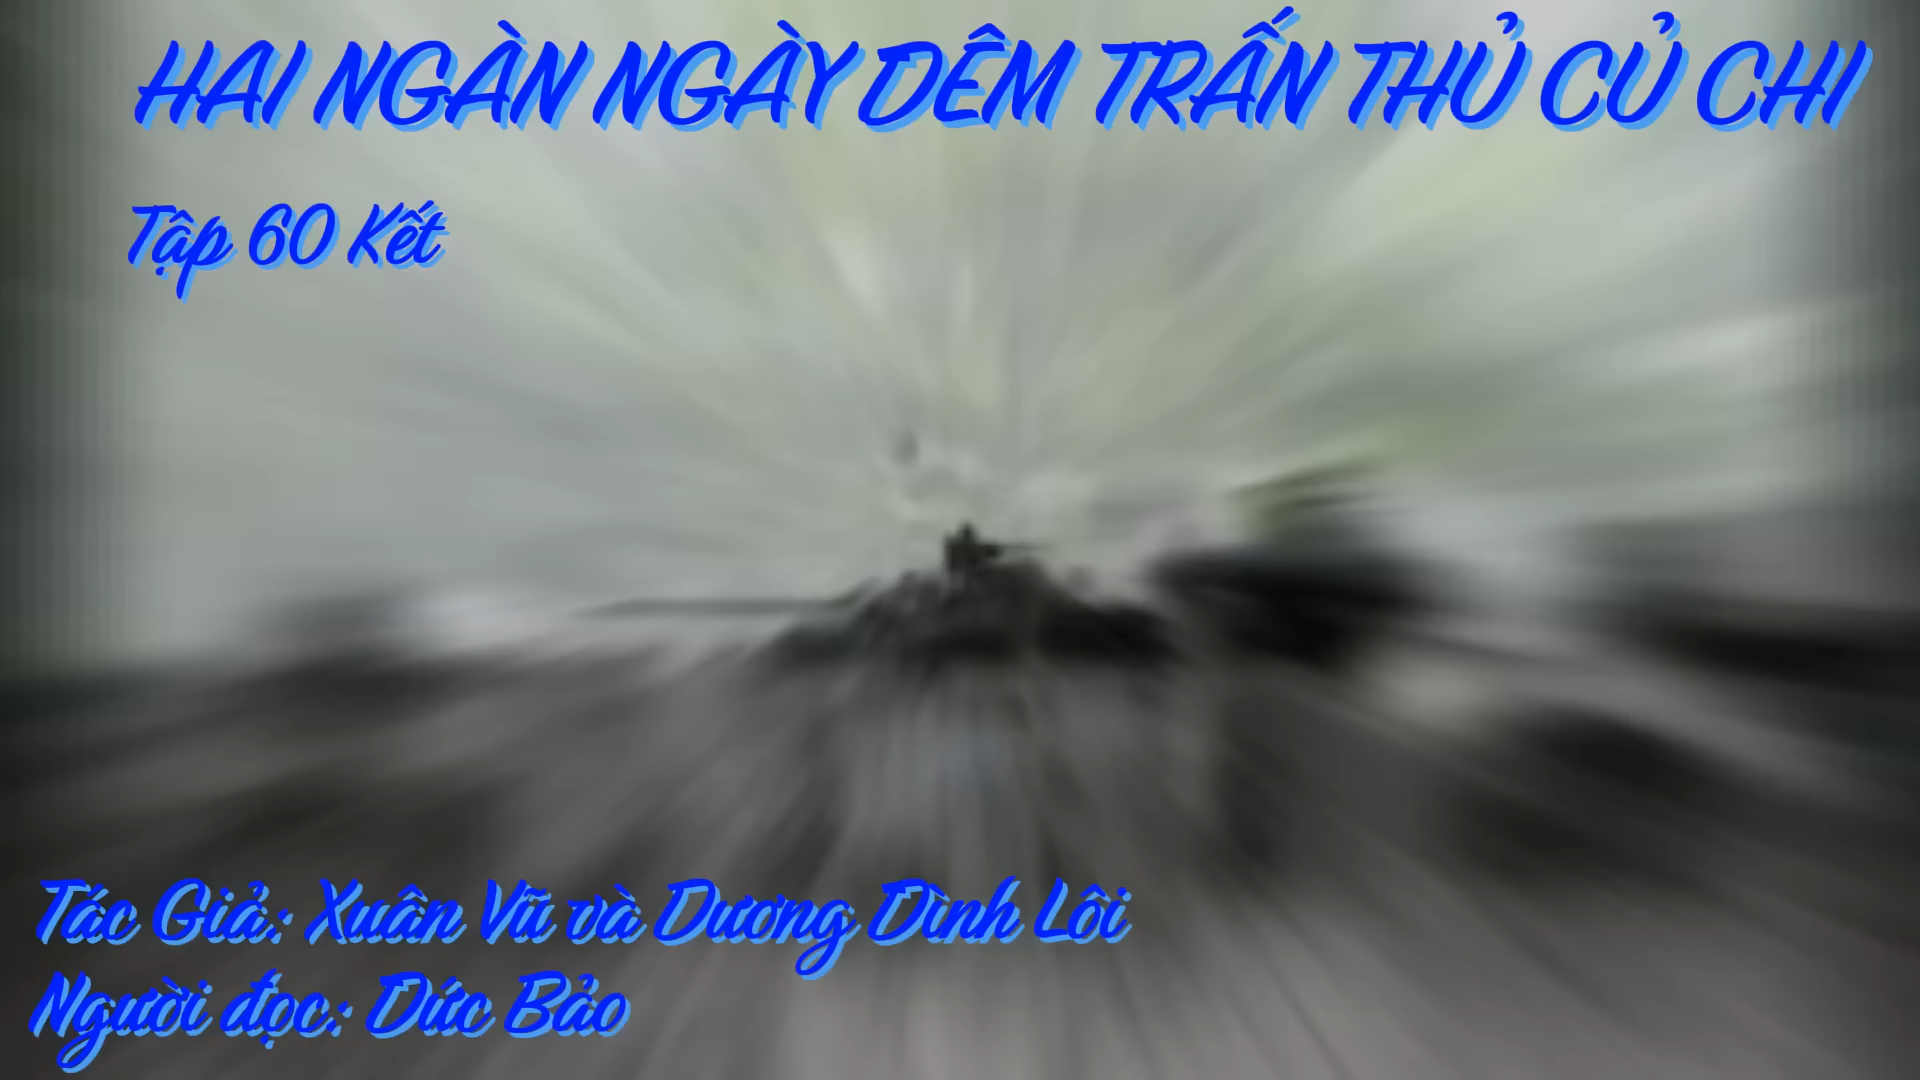 HAI NGÀN NGÀY ĐÊM TRẤN THỦ CỦ CHI
Tập 60 Kết
Tác Giả: Xuân Vũ và Dương Đình Lôi
Người đọc: Đức Bảo